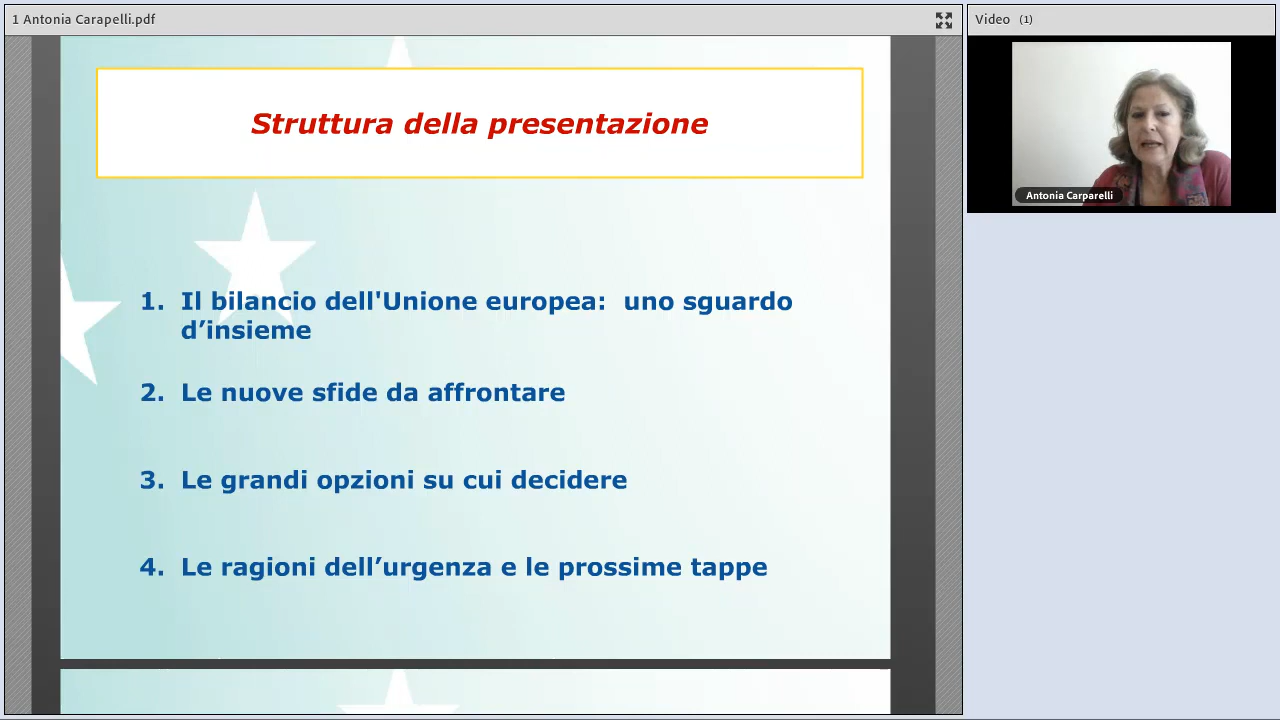 1 Antonia Carapelli.pdf
Video (1)
Struttura della presentazione
Antonia Carparelli
1. Il bilancio dell'Unione europea: uno sguardo
d’insieme
2. Le nuove sfide da affrontare
3. Le grandi opzioni su cui decidere
4. Le ragioni dell’urgenza e le prossime tappe